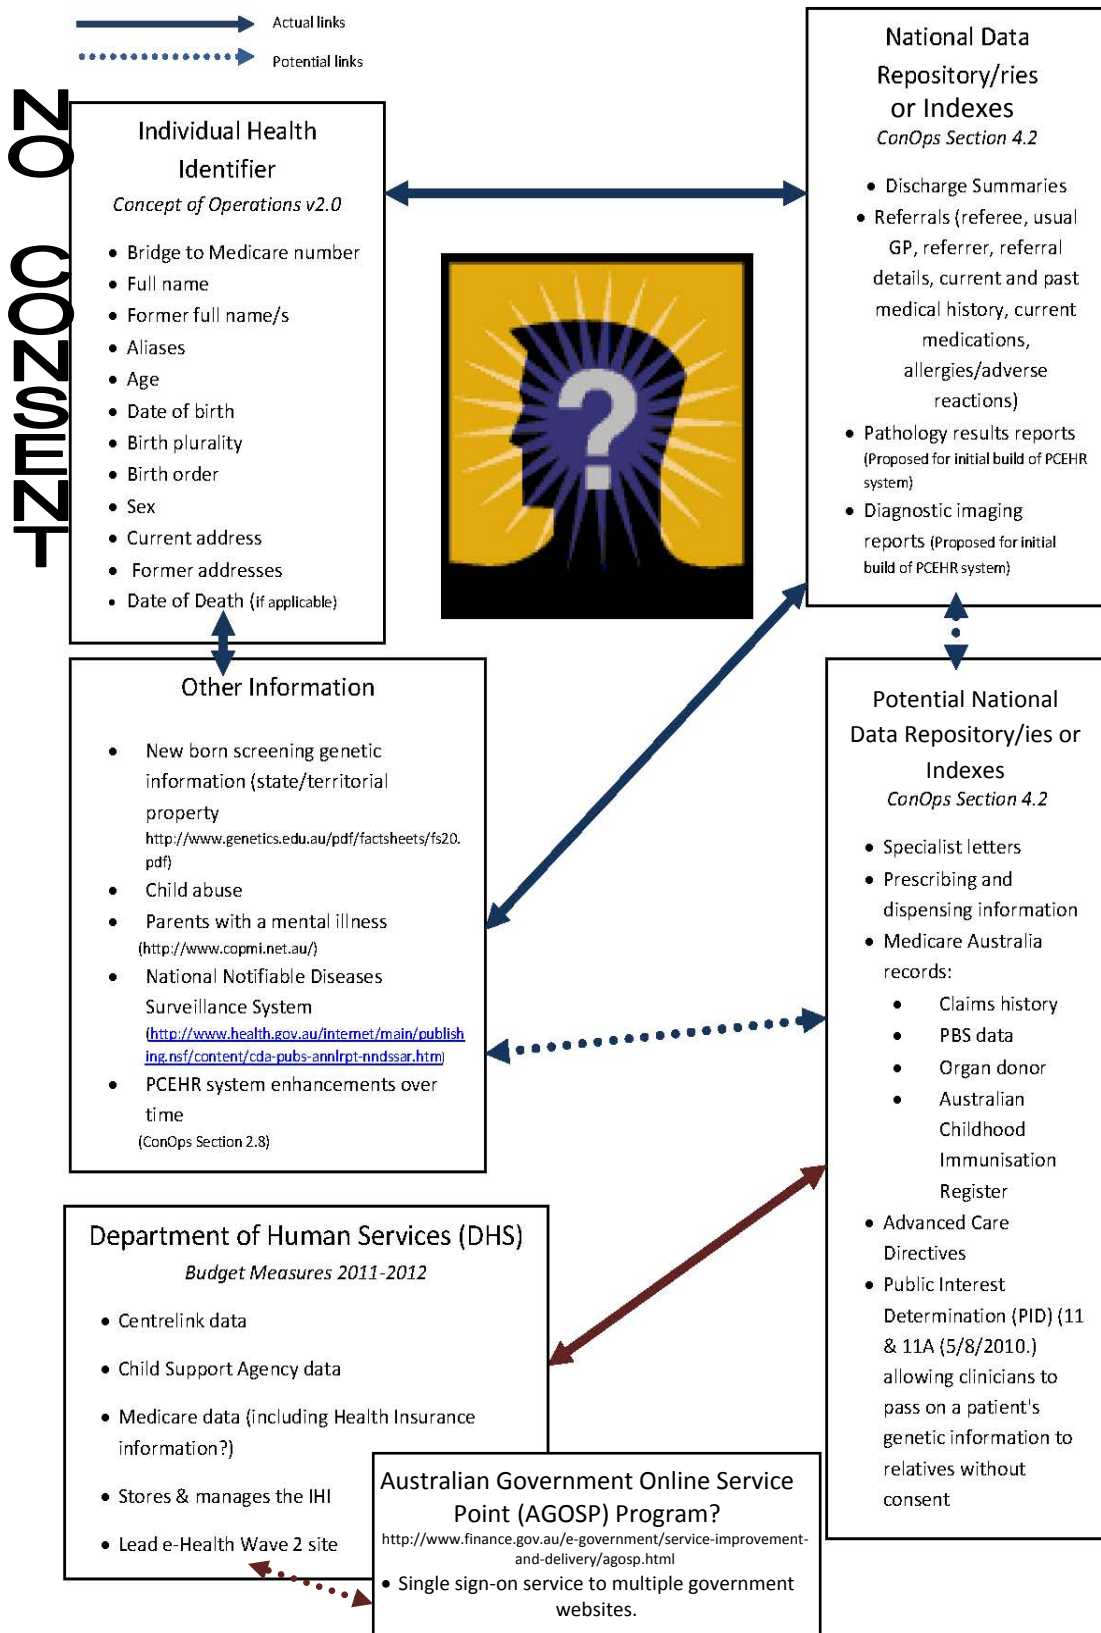 Actual links
Potential links
NO CONSENT
Individual Health
Identifier
Concept of Operations v2.0
• Bridge to Medicare number
• Full name
• Former full name/s
• Aliases
• Age
• Date of birth
• Birth plurality
• Birth order
• Sex
• Current address
• Former addresses
• Date of Death (if applicable)
?
National Data
Repository/ries
or Indexes
ConOps Section 4.2
• Discharge Summaries
• Referrals (referee, usual
GP, referrer, referral
details, current and past
medical history, current
medications,
allergies/adverse
reactions)
• Pathology results reports
(Proposed for initial build of PCEHR
system)
• Diagnostic imaging
reports (Proposed for initial
build of PCEHR system)
Other Information
• New born screening genetic
information (state/territorial
property
http://www.genetics.edu.au/pdf/factsheets/fs20.
pdf)
• Child abuse
• Parents with a mental illness
(http://www.copmi.net.au/)
• National Notifiable Diseases
Surveillance System
(http://www.health.gov.au/internet/main/publish
ing.nsf/content/cda-pubs-annlrpt-nndssar.htm)
• PCEHR system enhancements over
time
(ConOps Section 2.8)
Potential National
Data Repository/ies or
Indexes
ConOps Section 4.2
• Specialist letters
• Prescribing and
dispensing information
• Medicare Australia
records:
• Claims history
• PBS data
• Organ donor
• Australian
Childhood
Immunisation
Register
• Advanced Care
Directives
• Public Interest
Determination (PID) (11
& 11A (5/8/2010.)
allowing clinicians to
pass on a patient's
genetic information to
relatives without
consent
Department of Human Services (DHS)
Budget Measures 2011-2012
• Centrelink data
• Child Support Agency data
• Medicare data (including Health Insurance
information?)
• Stores & manages the IHI
• Lead e-Health Wave 2 site
Australian Government Online Service
Point (AGOSP) Program?
http://www.finance.gov.au/e-government/service-improvement-
and-delivery/agosp.html
• Single sign-on service to multiple government
websites.